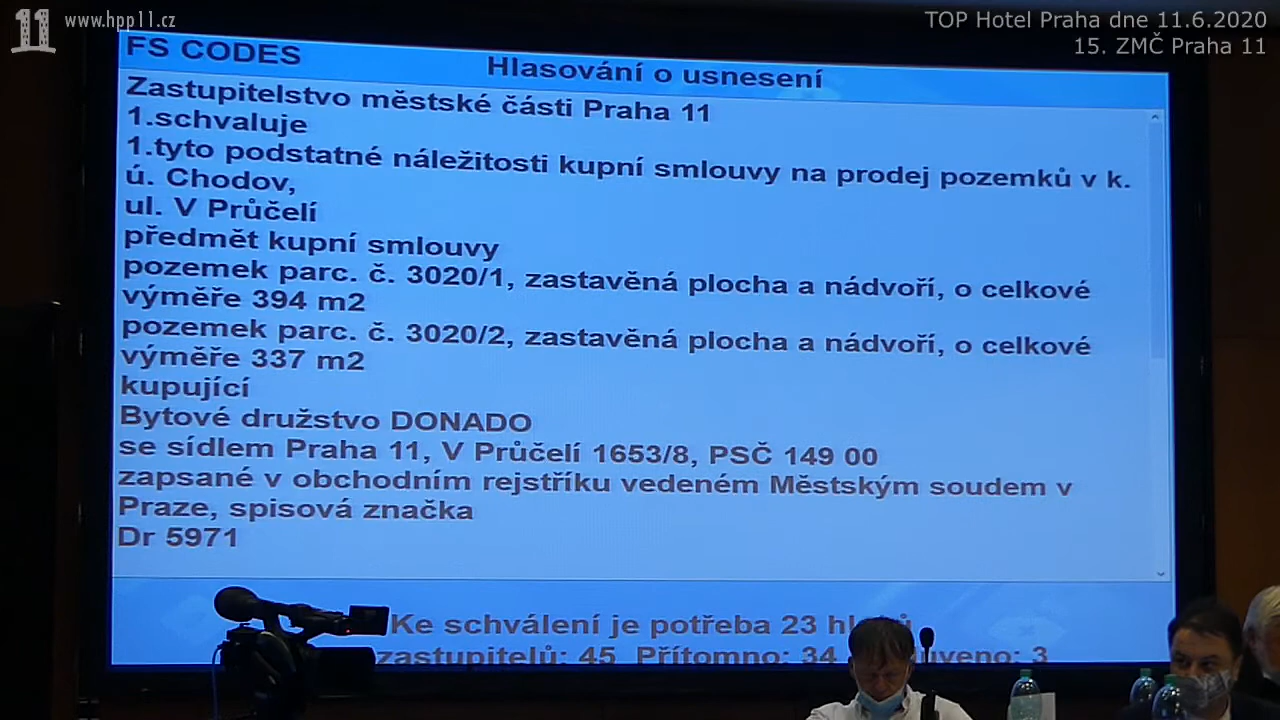 11 www.hpp11.cz
TOP Hotel Praha dne 11.6.2020
15. ZMČ Praha 11
FS CODES
Hlasování o usnesení
Zastupitelstvo městské části Praha 11
1.schvaluje
1.tyto podstatné náležitosti kupní smlouvy na prodej pozemků v k.
ú. Chodov,
ul. V Průčelí
předmět kupní smlouvy
pozemek parc. č. 3020/1, zastavěná plocha a nádvoří, o celkové
výměře 394 m2
pozemek parc. č. 3020/2, zastavěná plocha a nádvoří, o celkové
výměře 337 m2
kupující
Bytové družstvo DONADO
se sídlem Praha 11, V Průčelí 1653/8, PSČ 149 00
zapsané v obchodním rejstříku vedeném Městským soudem v
Praze, spisová značka
Dr 5971
Ke schválení je potřeba 23
zastupitelů: 45 Přítomno: 34 3